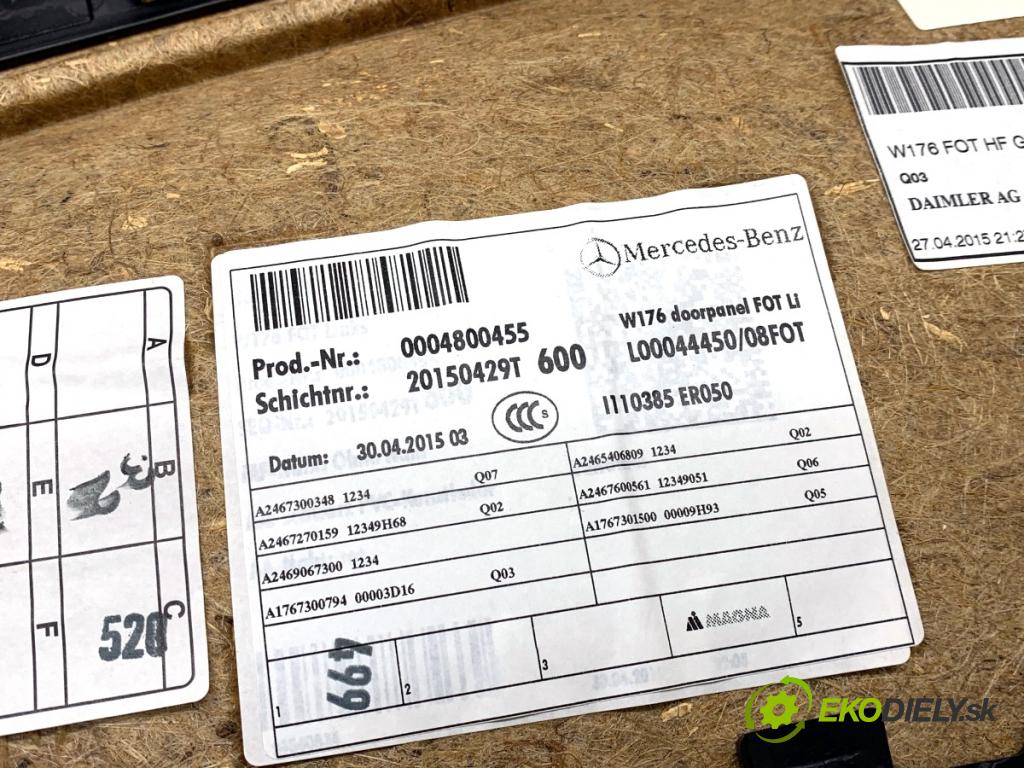 W176 FOT HF G
Q03
DAIMLER AG
27.04.2015 21:2
Mercedes-Benz
Prod.-Nr.: 0004800455
W176 doorpanel FOT Li
Schichtnr.: 20150429T 600
L00044450/08FOT
CCC S
Datum: 30.04.2015 03
I110385 ER050
A2467300348 1234 Q07
A2465406809 1234 Q02
A2467270159 12349H68 Q02
A2467600561 12349051 Q06
A2469067300 1234
A1767301500 00009H93 Q05
A1767300794 00003D16 Q03
1
499
2
3
MAGNA
5
A
B
C
D
E
F
520
EKODIELY.sk